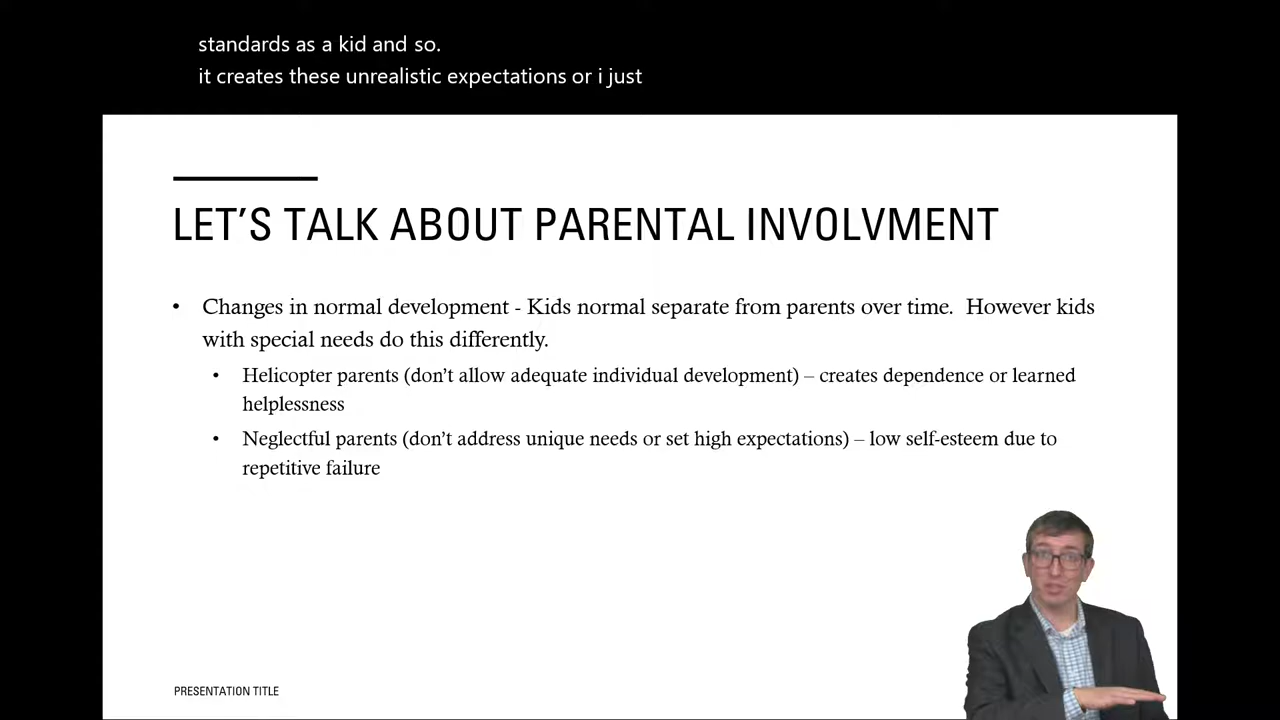 standards as a kid and so.
it creates these unrealistic expectations or i just
LET’S TALK ABOUT PARENTAL INVOLVMENT
• Changes in normal development - Kids normal separate from parents over time.  However kids
with special needs do this differently.
• Helicopter parents (don’t allow adequate individual development) – creates dependence or learned
helplessness
• Neglectful parents (don’t address unique needs or set high expectations) – low self-esteem due to
repetitive failure
PRESENTATION TITLE